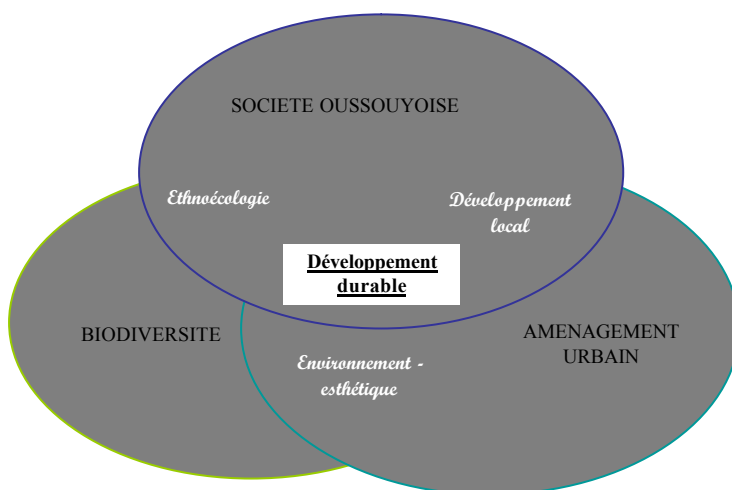 SOCIETE OUSSOUYOISE
Ethnoécologie
Développement
local
Développement
durable
BIODIVERSITE
AMENAGEMENT
URBAIN
Environnement -
esthétique